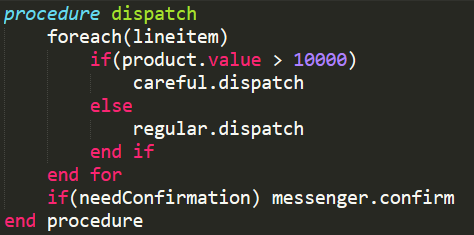 procedure dispatch
    foreach(lineitem)
        if(product.value > 10000)
            careful.dispatch
        else
            regular.dispatch
        end if
    end for
    if(needConfirmation) messenger.confirm
end procedure